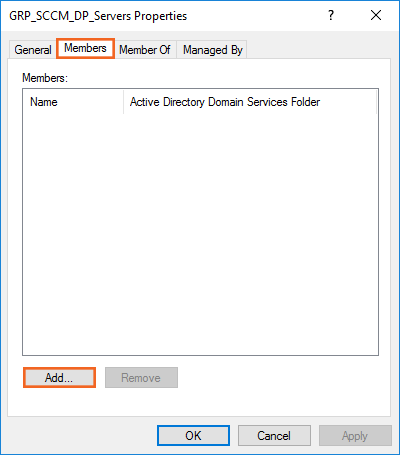 GRP_SCCM_DP_Servers Properties ? ×
General Members Member Of Managed By
Members:
Name Active Directory Domain Services Folder
Add... Remove
OK Cancel Apply